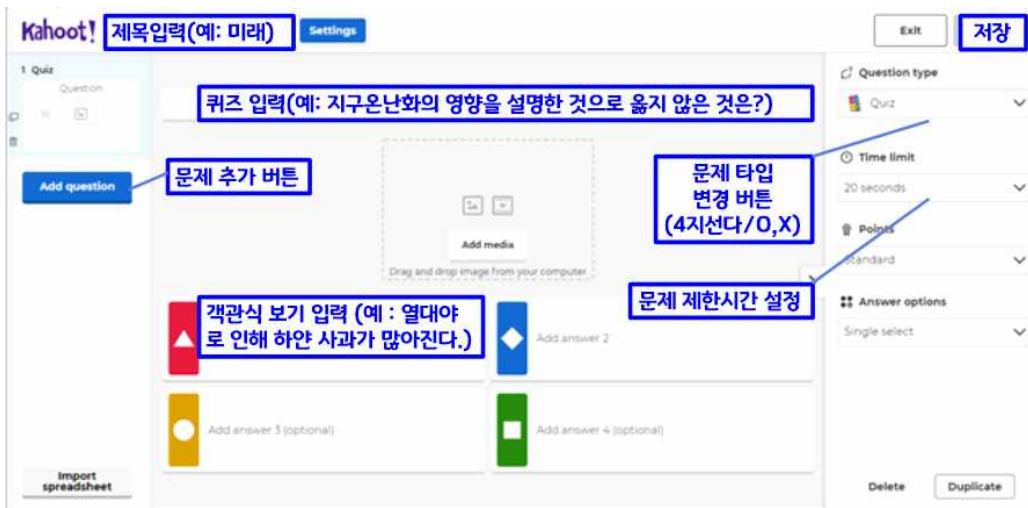 Kahoot!
제목입력(예: 미래)
Settings
Exit
저장
1 Quiz
Question
Add question
문제 추가 버튼
Import
spreadsheet
퀴즈 입력(예: 지구온난화의 영향을 설명한 것으로 옳지 않은 것은?)
Add media
Drag and drop image from your computer
객관식 보기 입력 (예 : 열대야
로 인해 하얀 사과가 많아진다.)
Add answer 2
Add answer 3 (optional)
Add answer 4 (optional)
문제 타입
변경 버튼
(4지선다/O,X)
문제 제한시간 설정
Question type
Quiz
Time limit
20 seconds
Points
Standard
Answer options
Single select
Delete
Duplicate